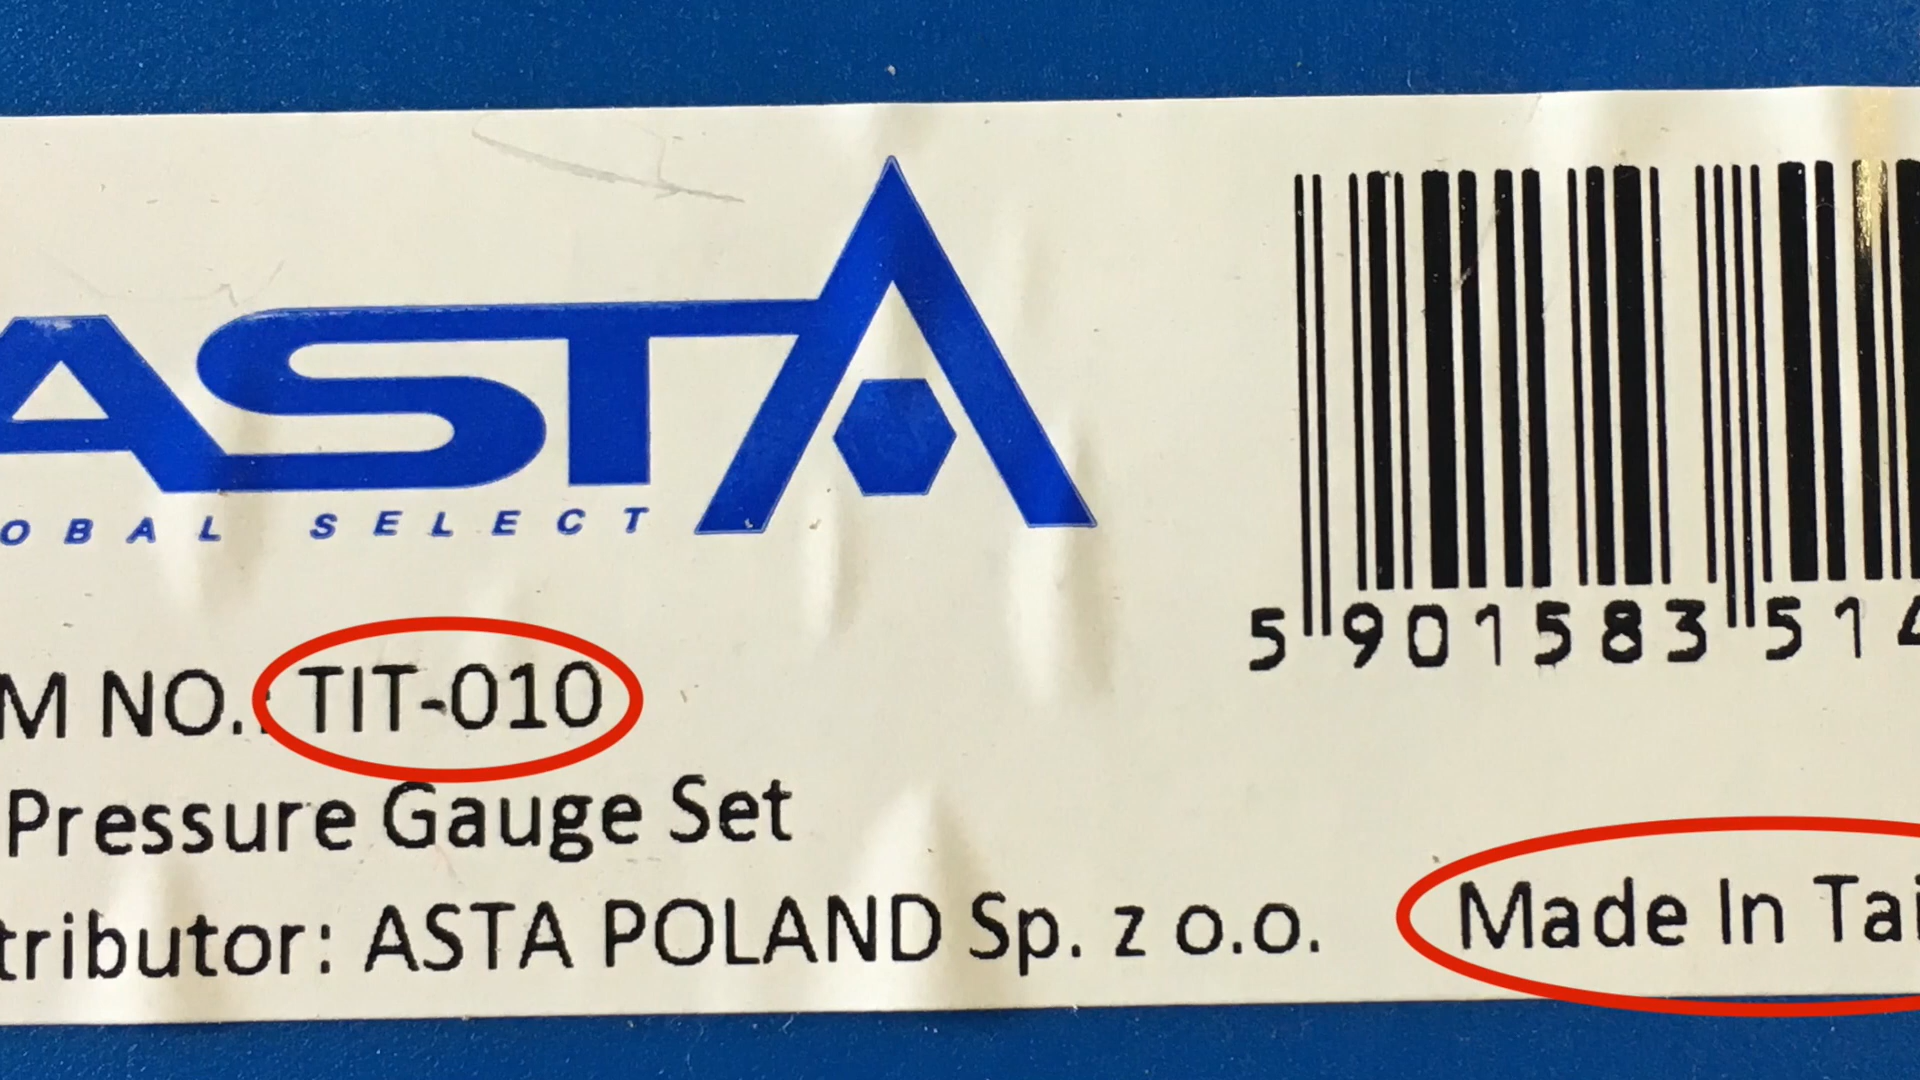 ASTA
OBAL SELECT
5 901583 514
M NO.: TIT-010
Pressure Gauge Set
tributor: ASTA POLAND Sp. z o.o.
Made In Tai